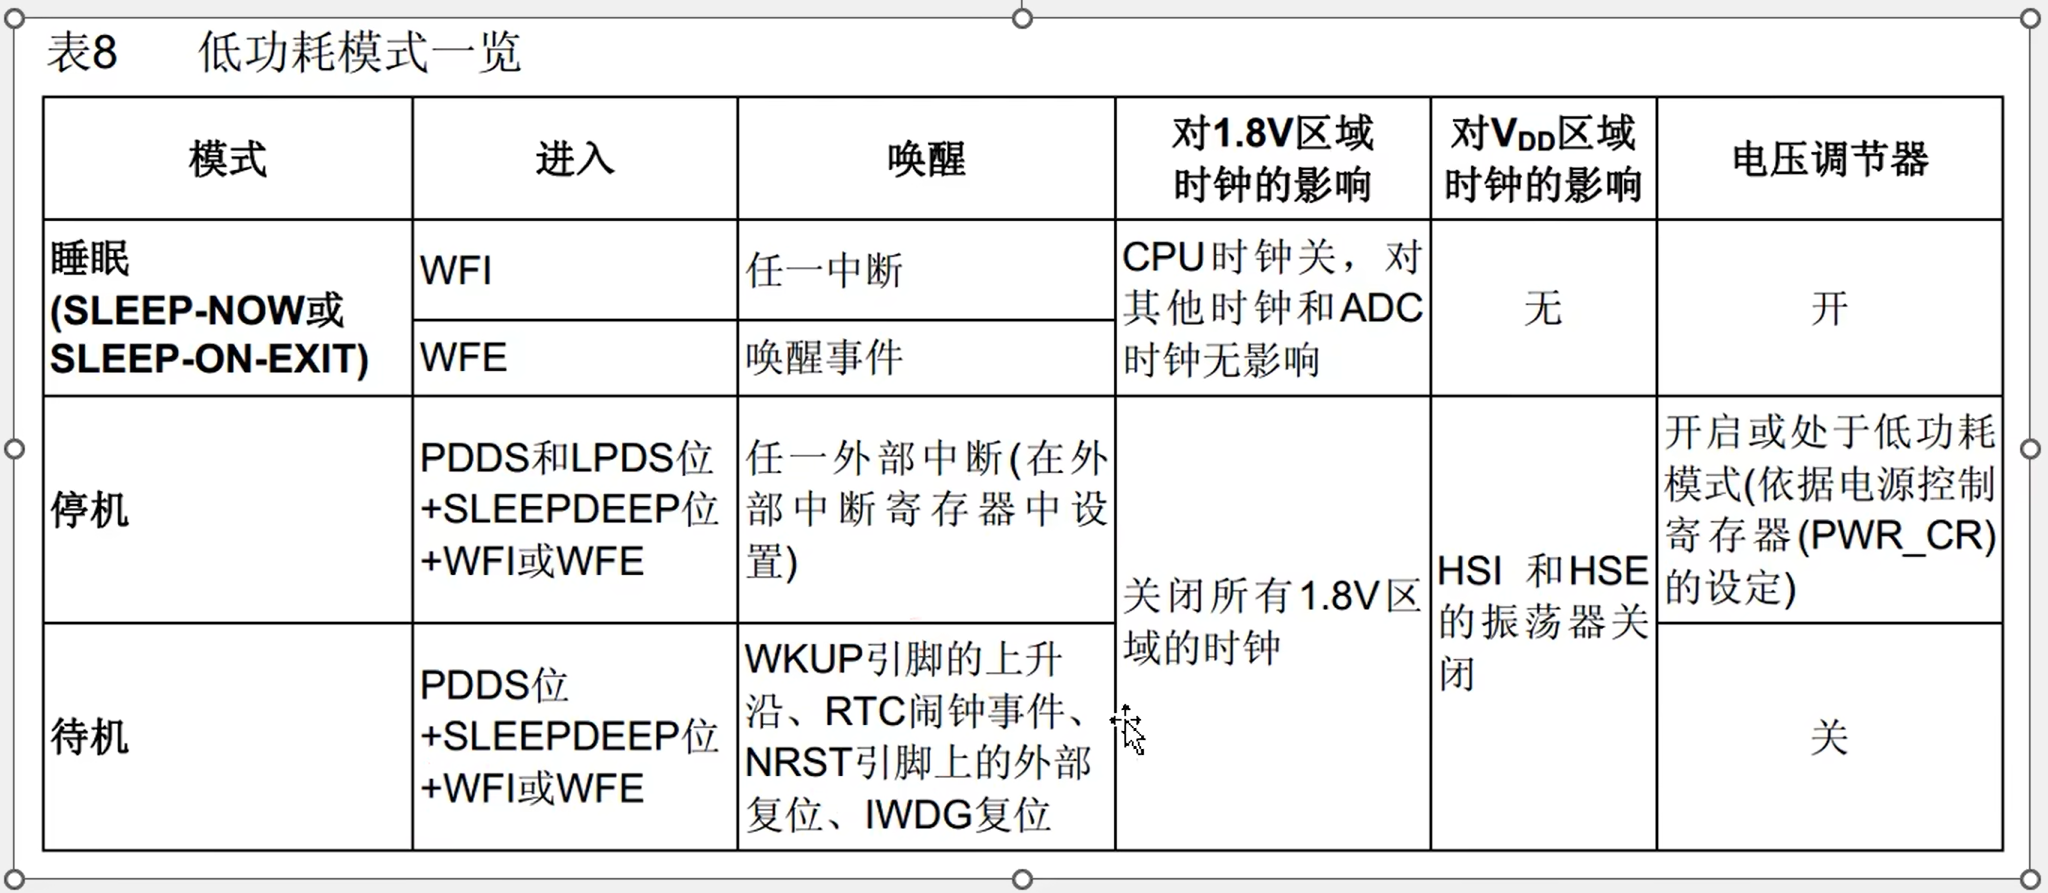 表8 低功耗模式一览
模式
进入
唤醒
对1.8V区域
时钟的影响
对VDD区域
时钟的影响
电压调节器
睡眠
(SLEEP-NOW或
SLEEP-ON-EXIT)
WFI
任一中断
WFE
唤醒事件
CPU时钟关，对
其他时钟和ADC
时钟无影响
无
开
停机
PDDS和LPDS位
+SLEEPDEEP位
+WFI或WFE
任一外部中断(在外
部中断寄存器中设
置)
关闭所有1.8V区
域的时钟
HSI 和HSE
的振荡器关
闭
开启或处于低功耗
模式(依据电源控制
寄存器(PWR_CR)
的设定)
待机
PDDS位
+SLEEPDEEP位
+WFI或WFE
WKUP引脚的上升
沿、RTC闹钟事件、
NRST引脚上的外部
复位、IWDG复位
关